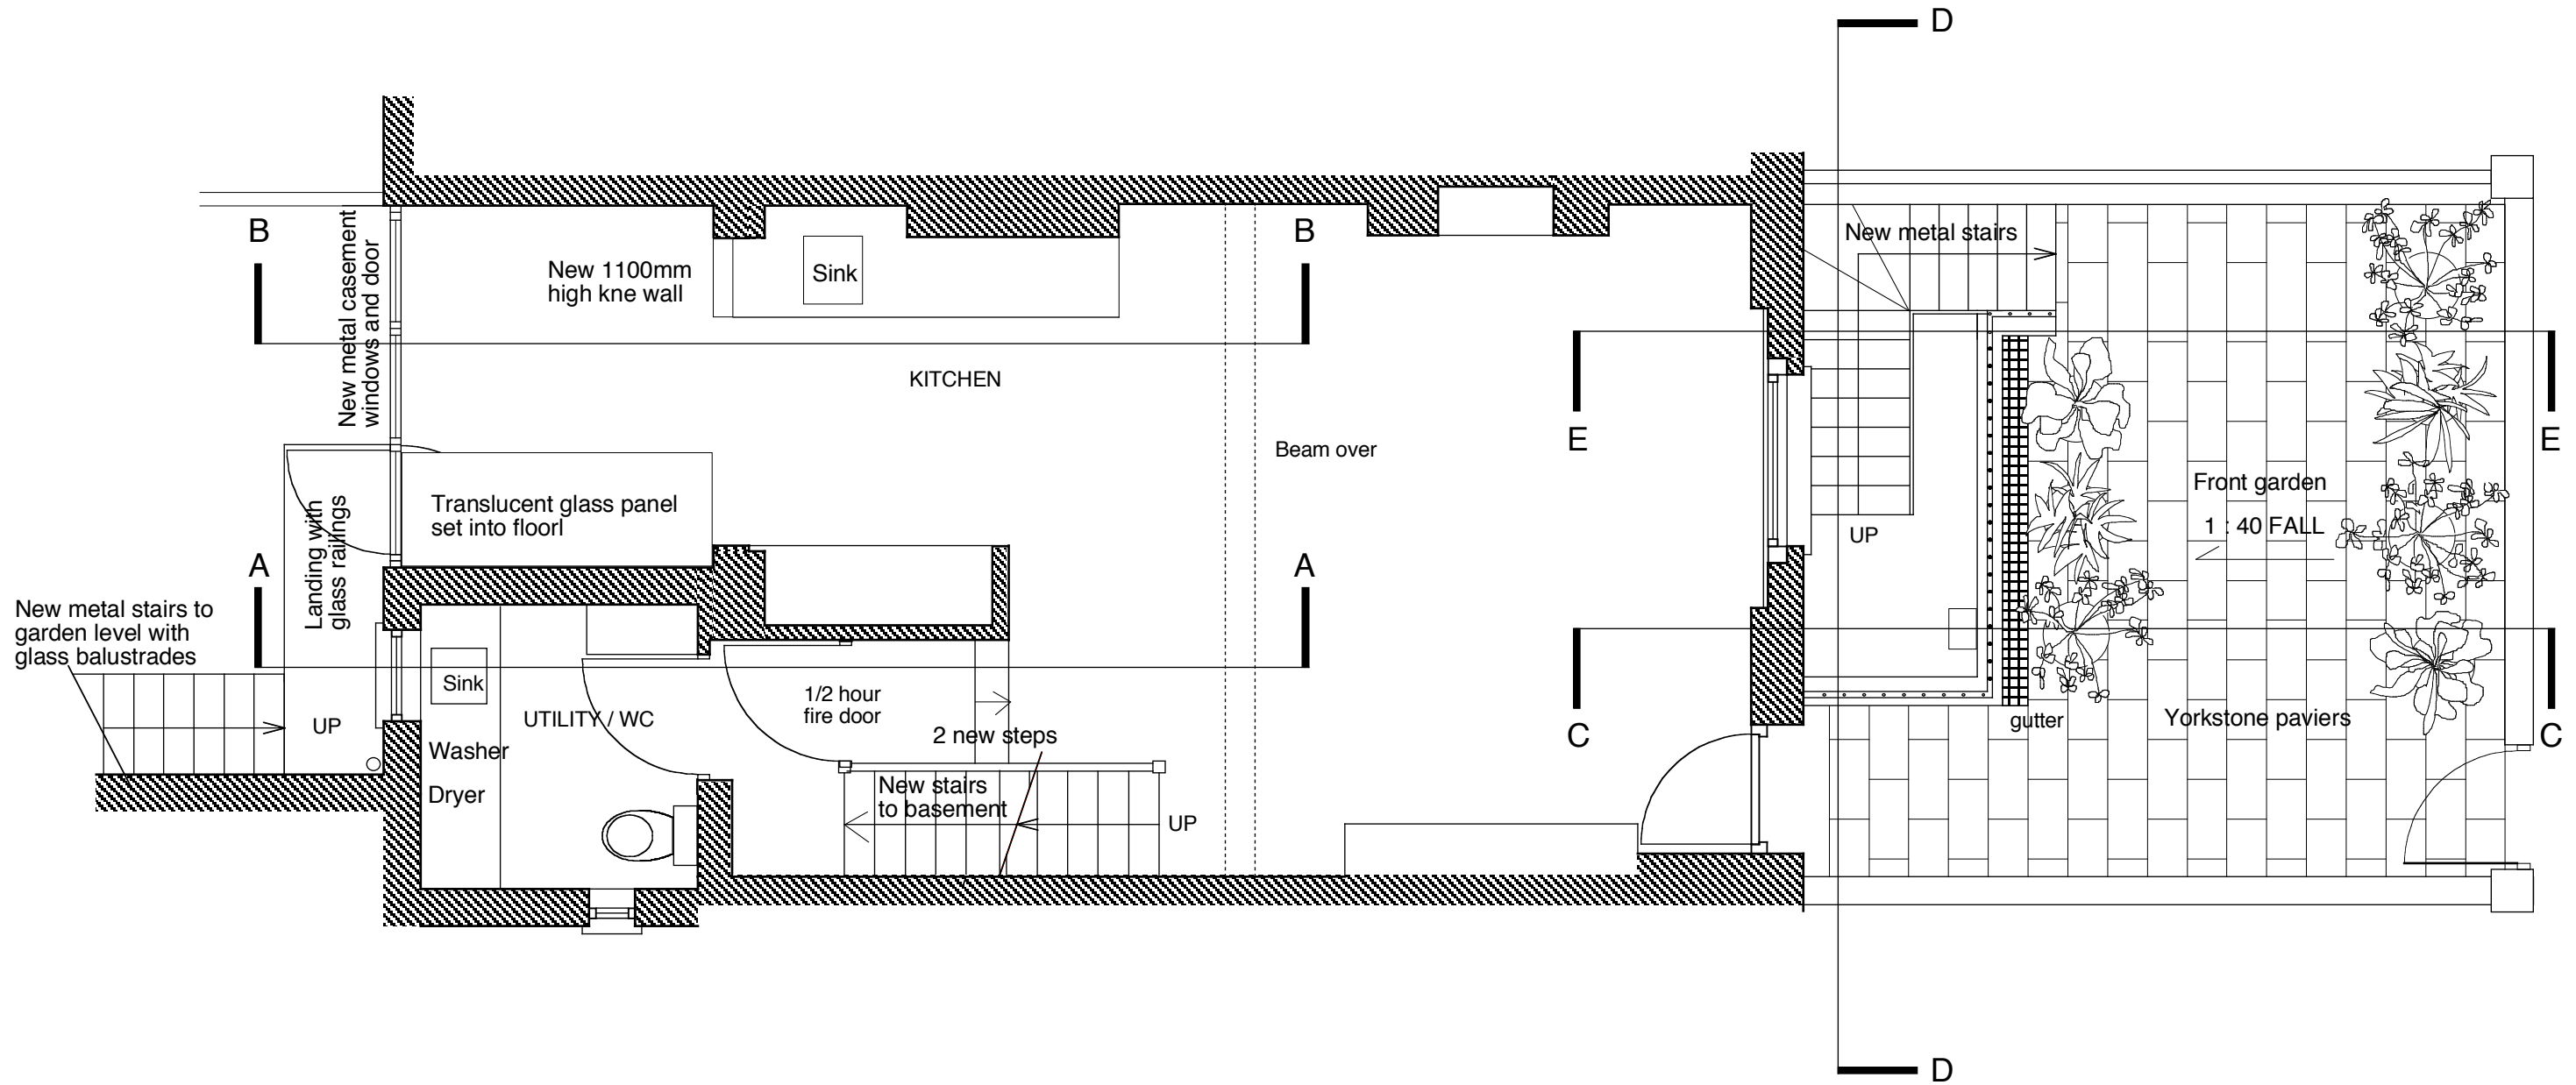 D
B
B
New metal casement
windows and door
New 1100mm
high kne wall
Sink
New metal stairs
KITCHEN
Beam over
E
E
Translucent glass panel
set into floorl
Front garden
1 : 40 FALL
UP
Landing with
glass railings
A
A
New metal stairs to
garden level with
glass balustrades
Sink
UP
UTILITY / WC
1/2 hour
fire door
2 new steps
C
C
gutter
Yorkstone paviers
Washer
Dryer
New stairs
to basement
UP
D